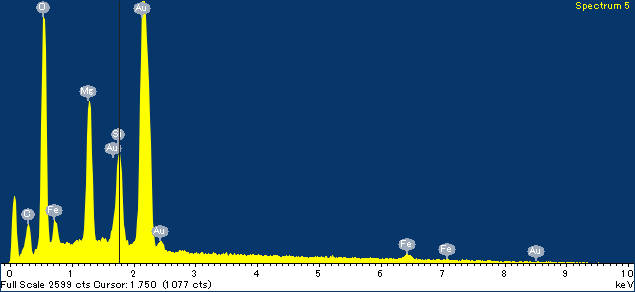 Spectrum 5
O
Au
Mg
Si
Au
Fe
C
Au
Fe
Fe
Au
0 1 2 3 4 5 6 7 8 9 10
Full Scale 2599 cts Cursor: 1.750 (1077 cts) keV